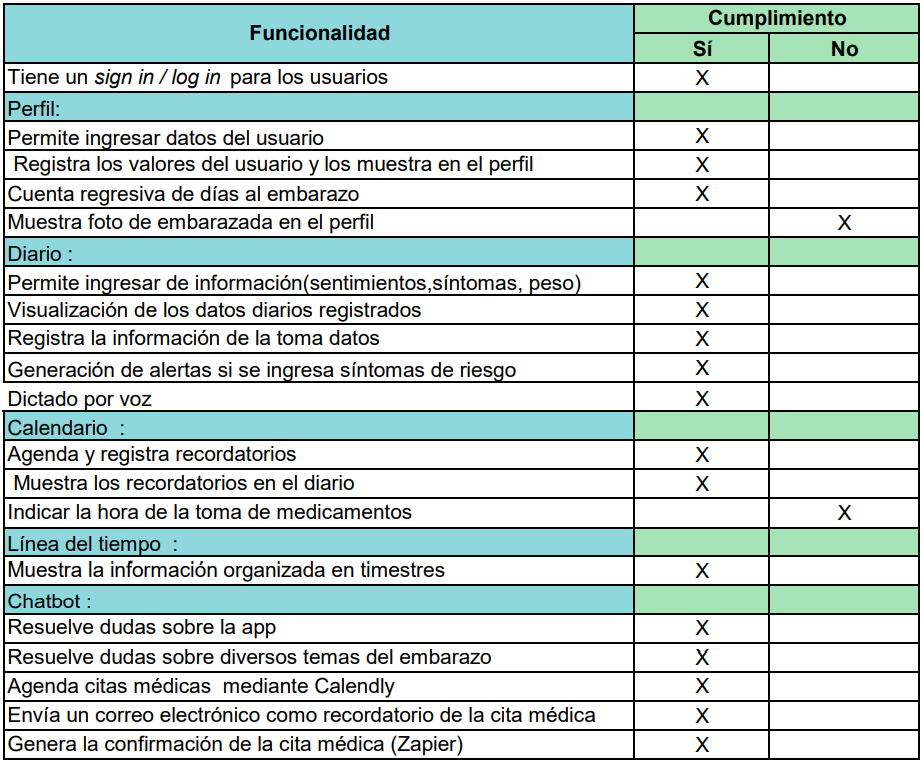 Funcionalidad
Cumplimiento
Sí No
Tiene un sign in / log in para los usuarios X
Perfil:
Permite ingresar datos del usuario X
Registra los valores del usuario y los muestra en el perfil X
Cuenta regresiva de días al embarazo X
Muestra foto de embarazada en el perfil X
Diario :
Permite ingresar de información(sentimientos,síntomas, peso) X
Visualización de los datos diarios registrados X
Registra la información de la toma datos X
Generación de alertas si se ingresa síntomas de riesgo X
Dictado por voz X
Calendario :
Agenda y registra recordatorios X
Muestra los recordatorios en el diario X
Indicar la hora de la toma de medicamentos X
Línea del tiempo :
Muestra la información organizada en timestres X
Chatbot :
Resuelve dudas sobre la app X
Resuelve dudas sobre diversos temas del embarazo X
Agenda citas médicas mediante Calendly X
Envía un correo electrónico como recordatorio de la cita médica X
Genera la confirmación de la cita médica (Zapier) X